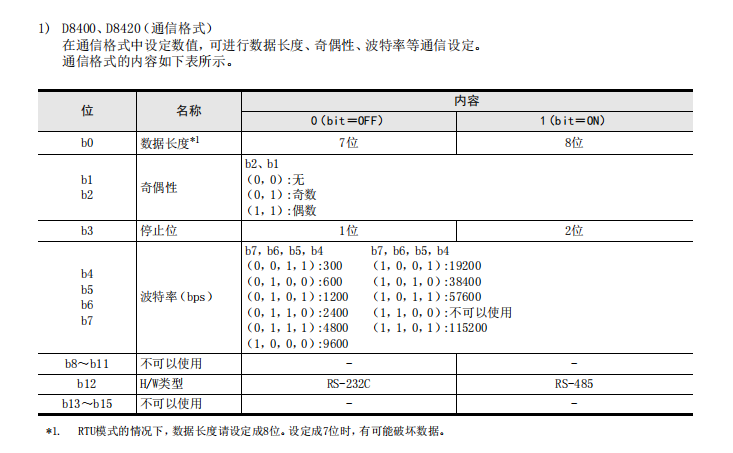 1) D8400、D8420(通信格式)
在通信格式中设定数值,可进行数据长度、奇偶性、波特率等通信设定。
通信格式的内容如下表所示。
位 名称 内容
0(bit=OFF) 1(bit=ON)
b0 数据长度*1 7位 8位
b1
b2
奇偶性
b2、b1
(0, 0):无
(0, 1):奇数
(1, 1):偶数
b3 停止位 1位 2位
b4
b5
b6
b7
波特率(bps)
b7, b6, b5, b4 b7, b6, b5, b4
(0, 0, 1, 1):300 (1, 0, 0, 1):19200
(0, 1, 0, 0):600 (1, 0, 1, 0):38400
(0, 1, 0, 1):1200 (1, 0, 1, 1):57600
(0, 1, 1, 0):2400 (1, 1, 0, 0):不可以使用
(0, 1, 1, 1):4800 (1, 1, 0, 1):115200
(1, 0, 0, 0):9600
b8~b11 不可以使用 - -
b12 H/W类型 RS-232C RS-485
b13~b15 不可以使用 - -
*1. RTU模式的情况下,数据长度请设定成8位。设定成7位时,有可能破坏数据。